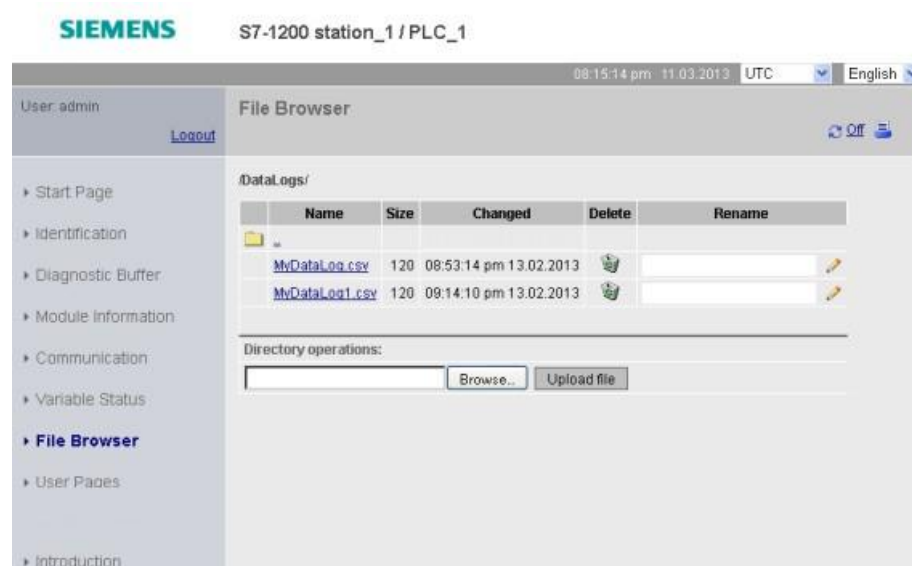 SIEMENS S7-1200 station_1 / PLC_1
08:15:14 pm 11.03.2013 UTC English
User: admin
Logout
File Browser
Off
/DataLogs/
Name Size Changed Delete Rename
..
MyDataLog.csv 120 08:53:14 pm 13.02.2013
MyDataLog1.csv 120 09:14:10 pm 13.02.2013
Directory operations:
Browse.. Upload file
Start Page
Identification
Diagnostic Buffer
Module Information
Communication
Variable Status
File Browser
User Pages
Introduction